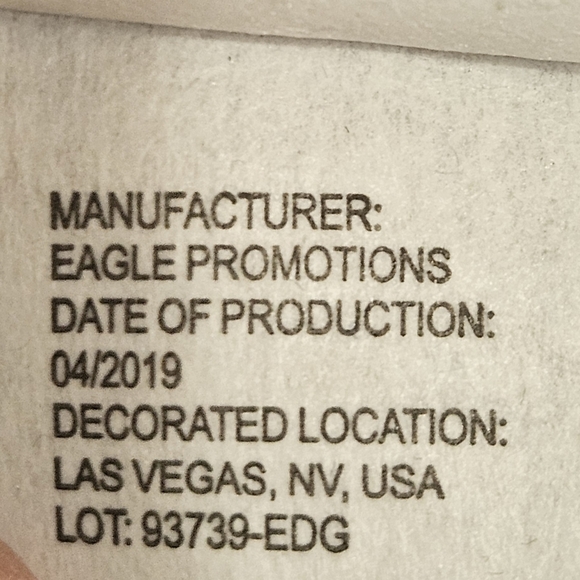 MANUFACTURER:
EAGLE PROMOTIONS
DATE OF PRODUCTION:
04/2019
DECORATED LOCATION:
LAS VEGAS, NV, USA
LOT: 93739-EDG